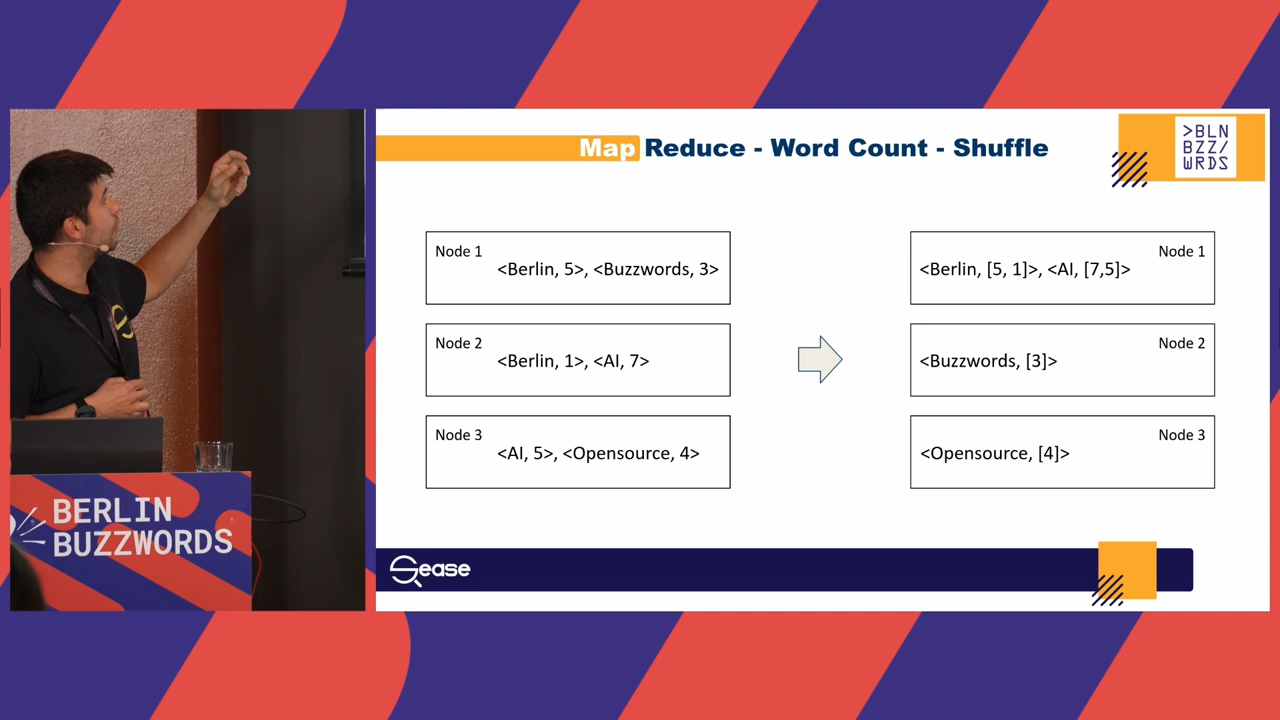 Map Reduce - Word Count - Shuffle
>BLN
BZZ/
WRDS
Node 1
<Berlin, 5>, <Buzzwords, 3>
Node 2
<Berlin, 1>, <AI, 7>
Node 3
<AI, 5>, <Opensource, 4>
Node 1
<Berlin, [5, 1]>, <AI, [7,5]>
Node 2
<Buzzwords, [3]>
Node 3
<Opensource, [4]>
Sease
BERLIN
BUZZWORDS